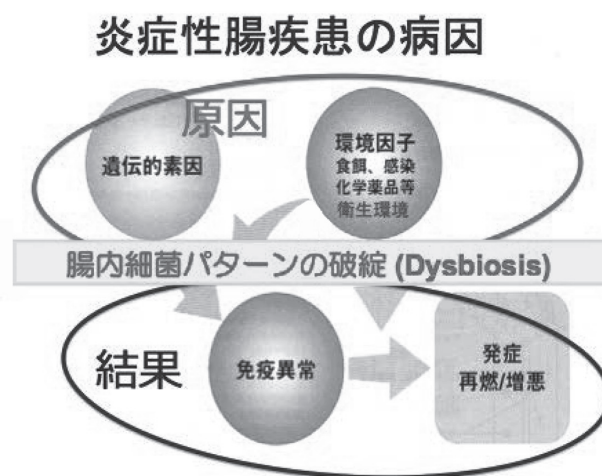 炎症性腸疾患の病因
原因
遺伝的素因
環境因子
食餌、感染
化学薬品等
衛生環境
腸内細菌パターンの破綻 (Dysbiosis)
結果
免疫異常
発症
再燃/増悪